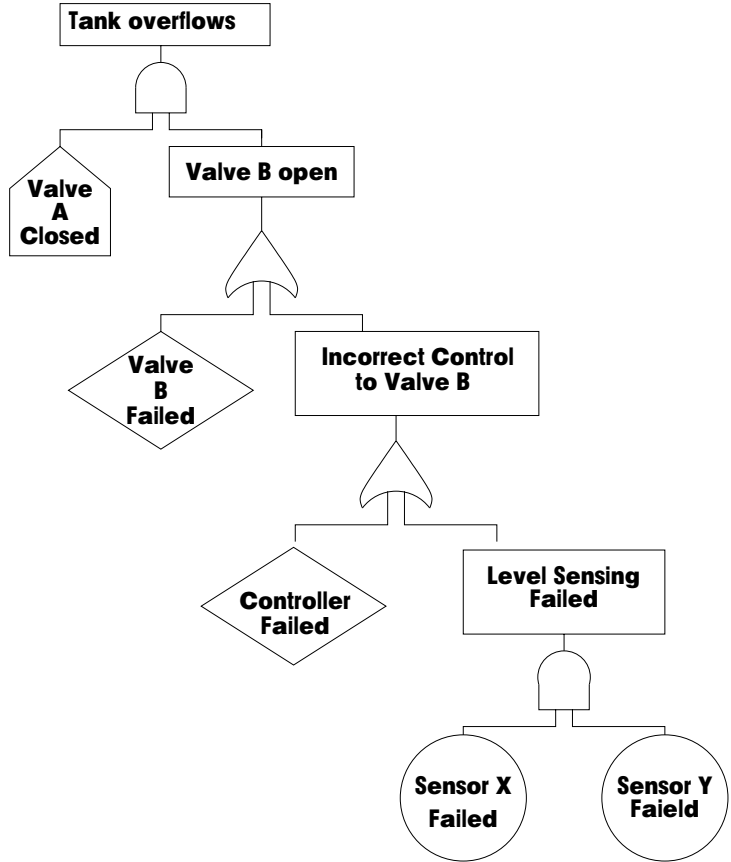 Tank overflows
Valve
A
Closed
Valve B open
Valve
B
Failed
Incorrect Control
to Valve B
Controller
Failed
Level Sensing
Failed
Sensor X
Failed
Sensor Y
Faield